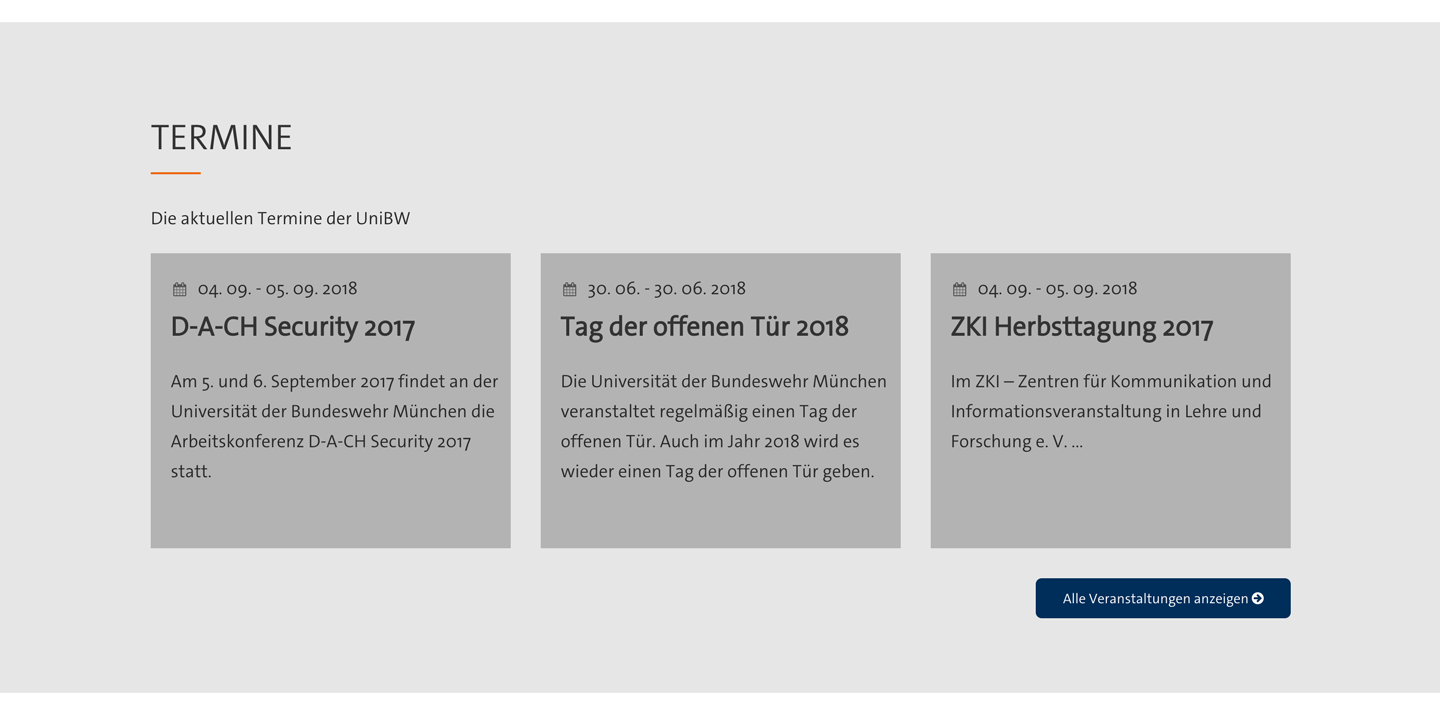 TERMINE
Die aktuellen Termine der UniBW
04. 09. - 05. 09. 2018
D-A-CH Security 2017
Am 5. und 6. September 2017 findet an der
Universität der Bundeswehr München die
Arbeitskonferenz D-A-CH Security 2017
statt.
30. 06. - 30. 06. 2018
Tag der offenen Tür 2018
Die Universität der Bundeswehr München
veranstaltet regelmäßig einen Tag der
offenen Tür. Auch im Jahr 2018 wird es
wieder einen Tag der offenen Tür geben.
04. 09. - 05. 09. 2018
ZKI Herbsttagung 2017
Im ZKI – Zentren für Kommunikation und
Informationsveranstaltung in Lehre und
Forschung e. V. ...
Alle Veranstaltungen anzeigen